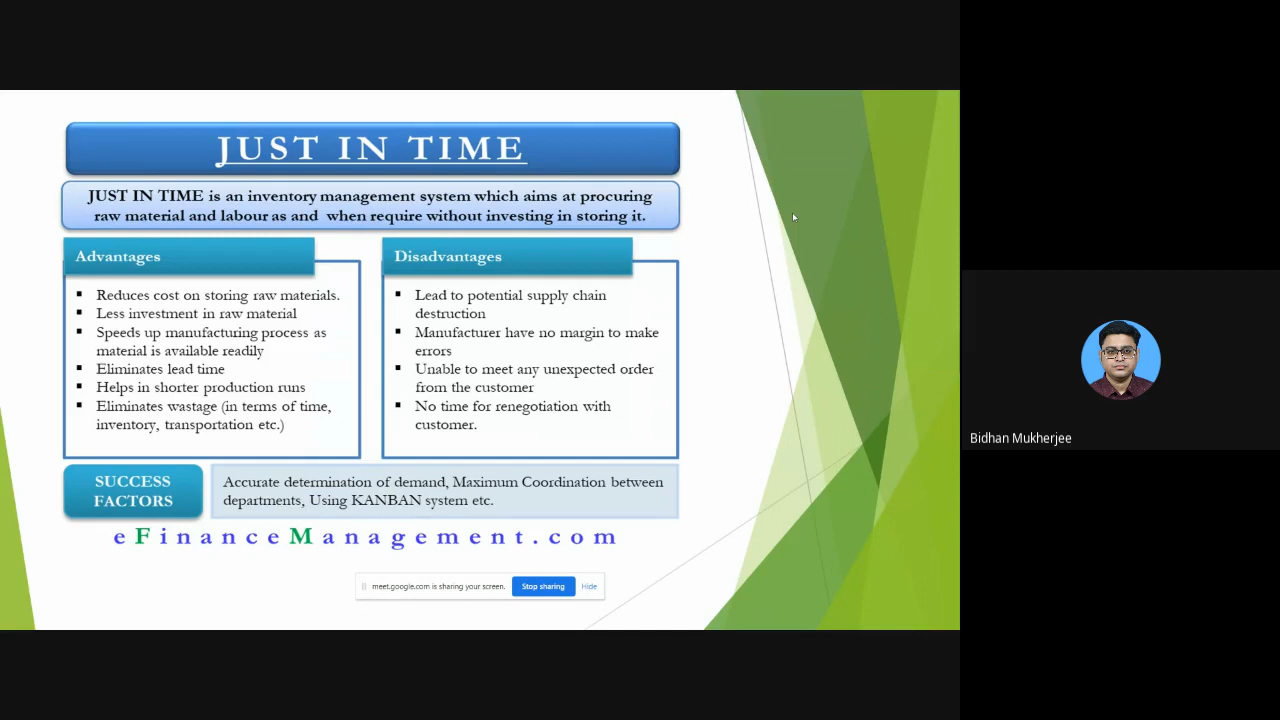 JUST IN TIME
JUST IN TIME is an inventory management system which aims at procuring
raw material and labour as and when require without investing in storing it.
Advantages
Reduces cost on storing raw materials.
Less investment in raw material
Speeds up manufacturing process as
material is available readily
Eliminates lead time
Helps in shorter production runs
Eliminates wastage (in terms of time,
inventory, transportation etc.)
Disadvantages
Lead to potential supply chain
destruction
Manufacturer have no margin to make
errors
Unable to meet any unexpected order
from the customer
No time for renegotiation with
customer.
SUCCESS
FACTORS
Accurate determination of demand, Maximum Coordination between
departments, Using KANBAN system etc.
eFinanceManagement.com
meet.google.com is sharing your screen. Stop sharing Hide
Bidhan Mukherjee